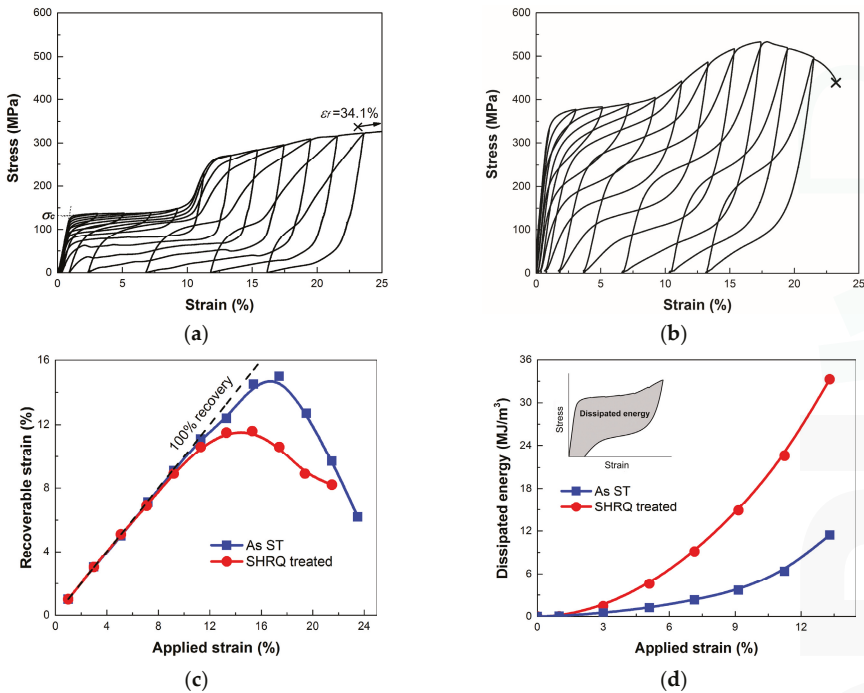 600
500
400
300
200
100
0
0
5
10
15
20
25
Stress (MPa)
Strain (%)
σc
εf=34.1%
(a)
600
500
400
300
200
100
0
0
5
10
15
20
25
Stress (MPa)
Strain (%)
(b)
16
12
8
4
0
0
4
8
12
16
20
24
Recoverable strain (%)
Applied strain (%)
100% recovery
As ST
SHRQ treated
(c)
36
30
24
18
12
6
0
0
3
6
9
12
Dissipated energy (MJ/m³)
Applied strain (%)
Stress
Dissipated energy
Strain
As ST
SHRQ treated
(d)